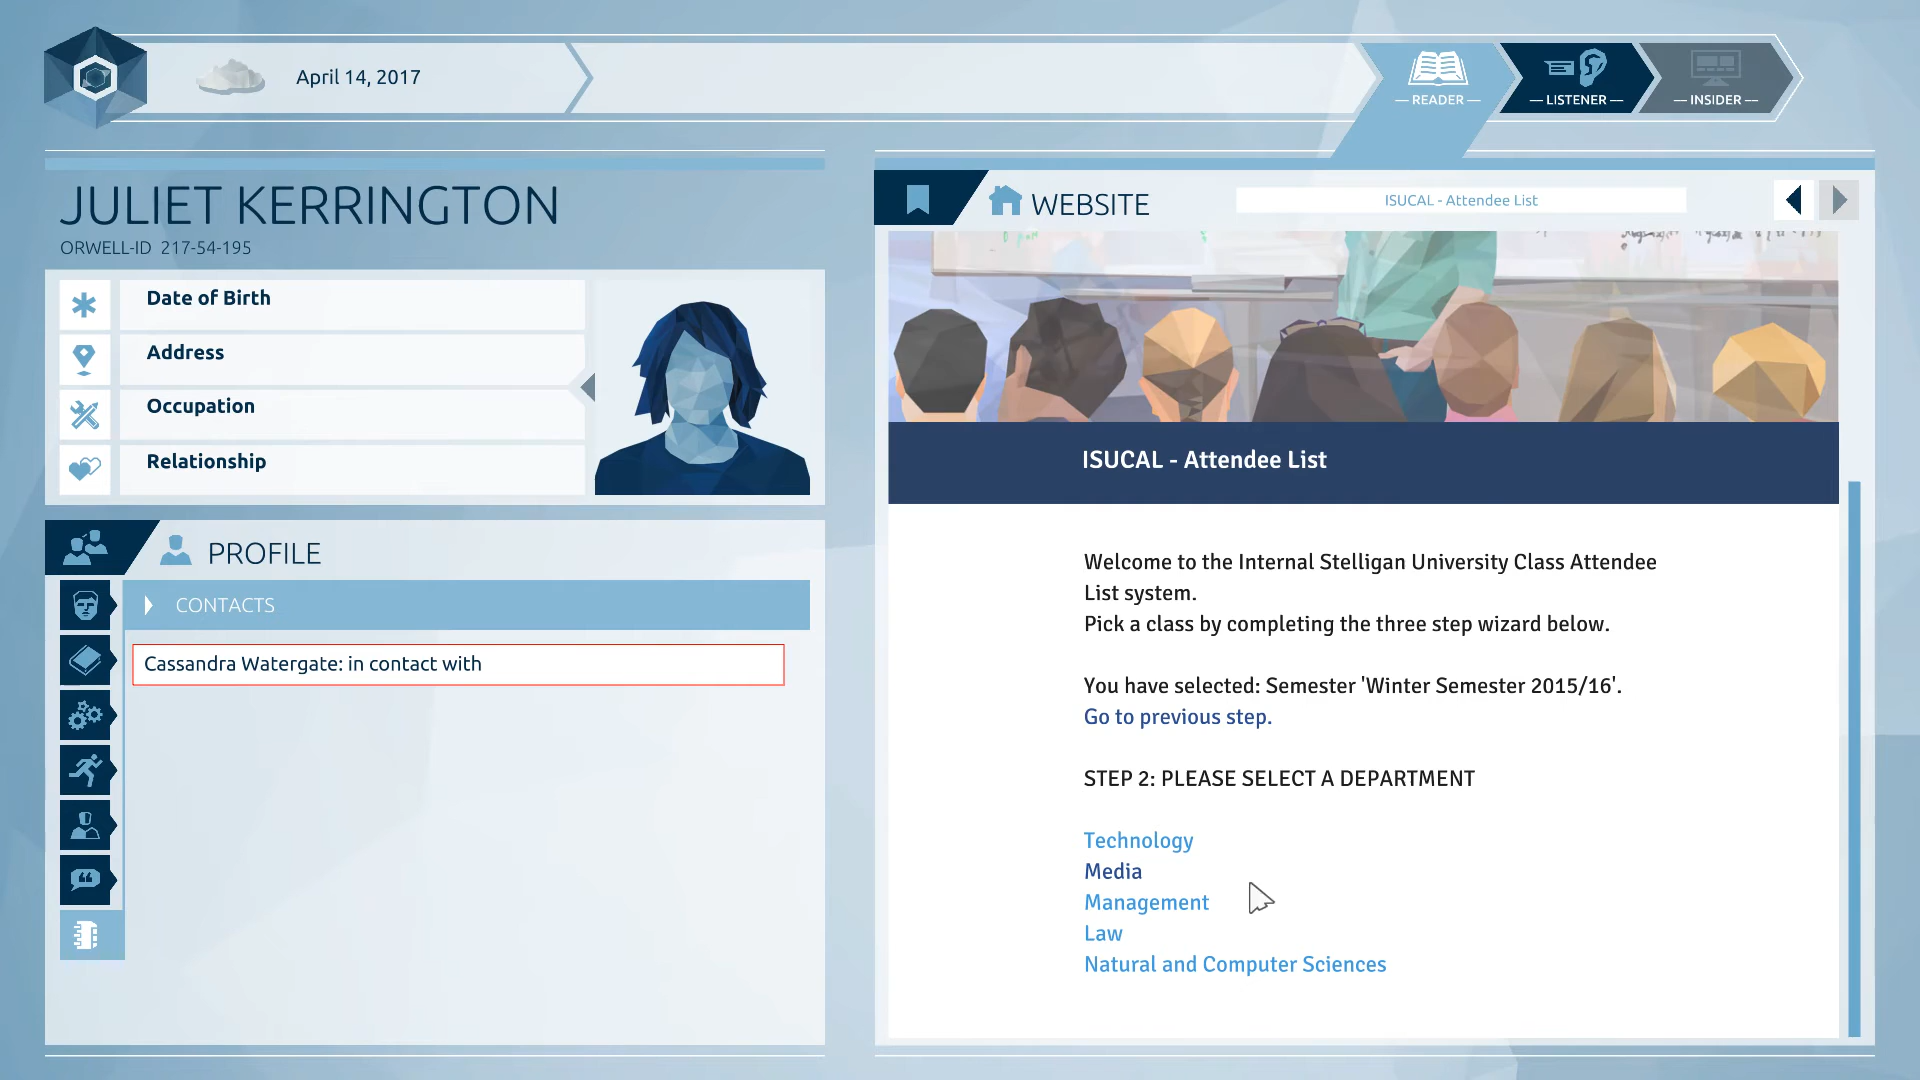 April 14, 2017
READER
LISTENER
INSIDER
JULIET KERRINGTON
ORWELL-ID 217-54-195
Date of Birth
Address
Occupation
Relationship
PROFILE
CONTACTS
Cassandra Watergate: in contact with
WEBSITE
ISUCAL - Attendee List
ISUCAL - Attendee List
Welcome to the Internal Stelligan University Class Attendee
List system.
Pick a class by completing the three step wizard below.
You have selected: Semester 'Winter Semester 2015/16'.
Go to previous step.
STEP 2: PLEASE SELECT A DEPARTMENT
Technology
Media
Management
Law
Natural and Computer Sciences